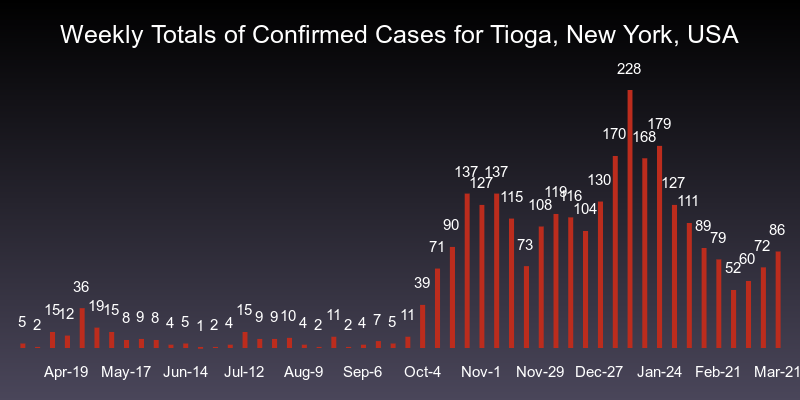 Weekly Totals of Confirmed Cases for Tioga, New York, USA
5 2 15 12 36 19 15 8 9 8 4 5 1 2 4 15 9 9 10 4 2 11 2 4 7 5 11 39 71 90 137 127 137 115 73 108 119 116 104 130 170 228 168 179 127 111 89 79 52 60 72 86
Apr-19 May-17 Jun-14 Jul-12 Aug-9 Sep-6 Oct-4 Nov-1 Nov-29 Dec-27 Jan-24 Feb-21 Mar-21